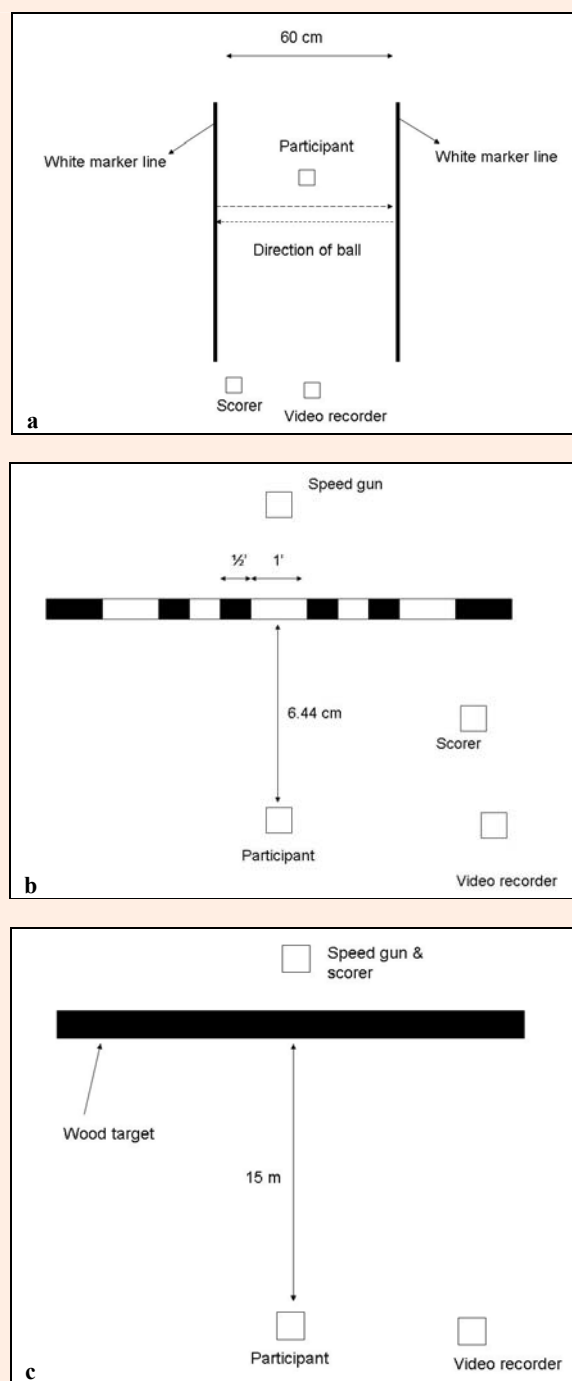 60 cm
White marker line
Participant
White marker line
Direction of ball
Scorer
Video recorder
a
Speed gun
½'
1'
6.44 cm
Scorer
Participant
Video recorder
b
Speed gun &
scorer
Wood target
15 m
Participant
Video recorder
c